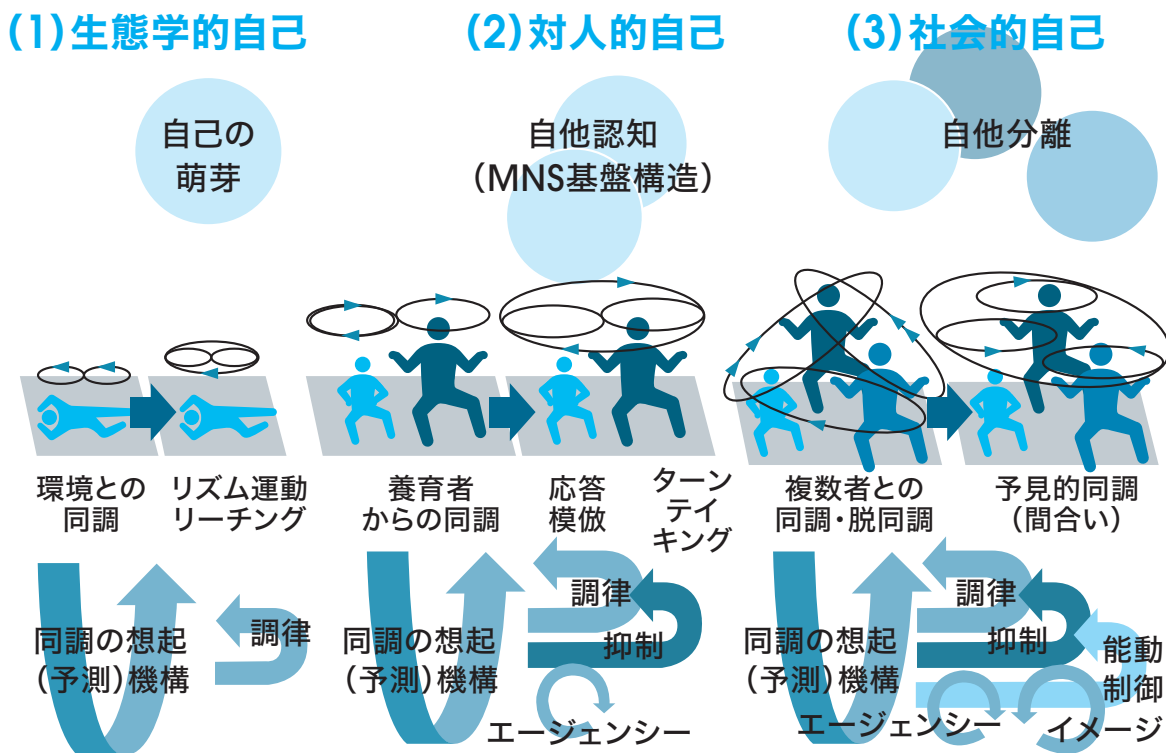 (1)生態学的自己
自己の
萌芽
環境との
同調
リズム運動
リーチング
同調の想起
(予測)機構
調律
(2)対人的自己
自他認知
(MNS基盤構造)
養育者
からの同調
応答
模倣
ターン
テイ
キング
同調の想起
(予測)機構
調律
抑制
エージェンシー
(3)社会的自己
自他分離
複数者との
同調・脱同調
予見的同調
(間合い)
同調の想起
(予測)機構
調律
抑制
能動
制御
エージェンシー
イメージ